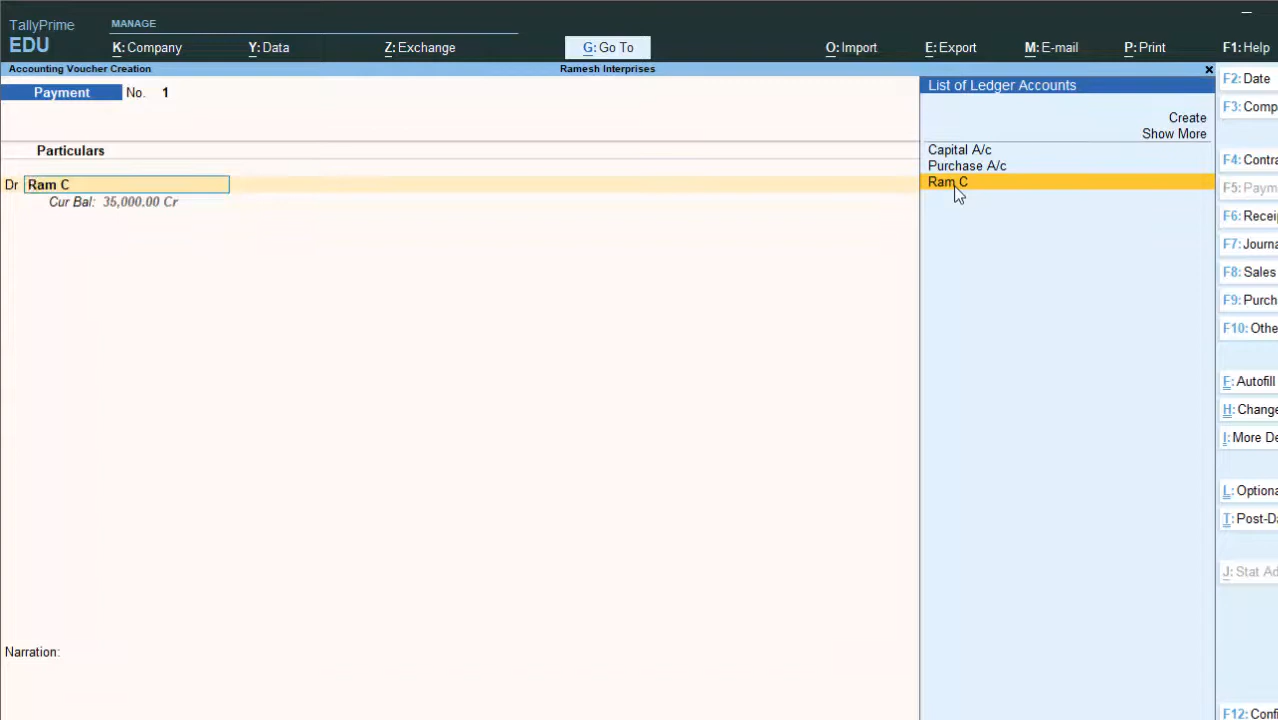 TallyPrime
EDU
MANAGE
K: Company
Y: Data
Z: Exchange
G: Go To
O: Import
E: Export
M: E-mail
P: Print
F1: Help
Accounting Voucher Creation
Ramesh Interprises
Payment No. 1
Particulars
Dr Ram C
Cur Bal: 35,000.00 Cr
Narration:
List of Ledger Accounts
Create
Show More
Capital A/c
Purchase A/c
Ram C
F2: Date
F3: Comp
F4: Contra
F5: Paym
F6: Recei
F7: Journa
F8: Sales
F9: Purch
F10: Othe
F: Autofill
H: Change
I: More De
L: Optiona
T: Post-Da
J: Stat Ad
F12: Confi